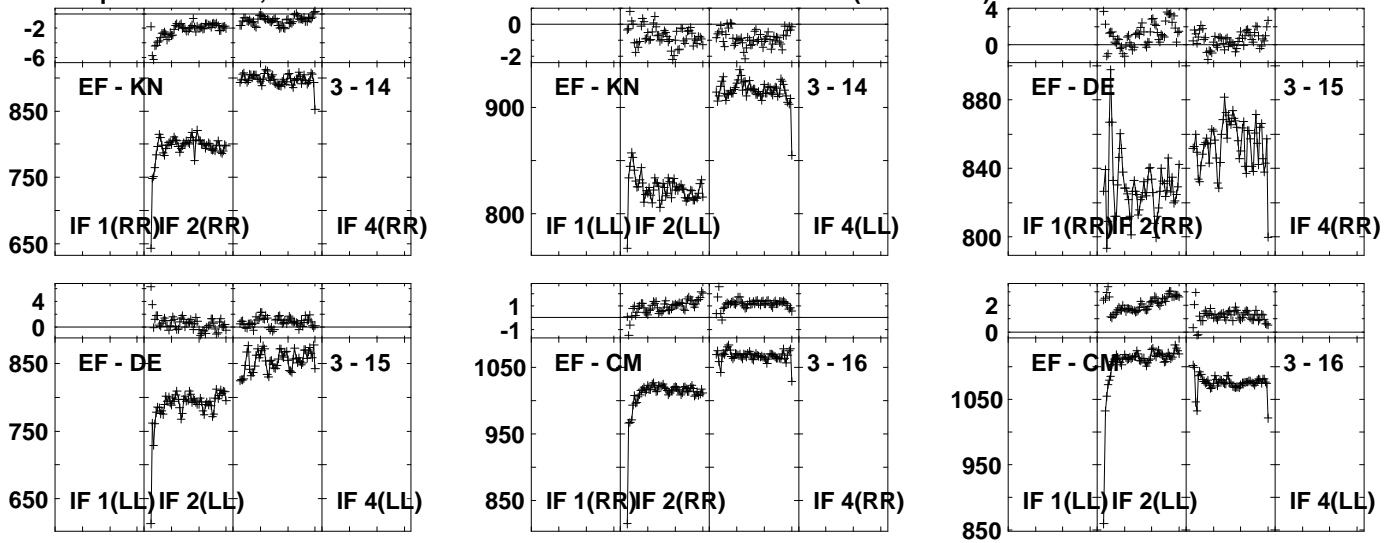 -2
-6
EF - KN 3 - 14
850
750
650
IF 1(RR) IF 2(RR) IF 4(RR)
0
-2
EF - KN 3 - 14
900
800
IF 1(LL) IF 2(LL) IF 4(LL)
4
0
EF - DE 3 - 15
880
840
800
IF 1(RR) IF 2(RR) IF 4(RR)
4
0
EF - DE 3 - 15
850
750
650
IF 1(LL) IF 2(LL) IF 4(LL)
1
-1
EF - CM 3 - 16
1050
950
850
IF 1(RR) IF 2(RR) IF 4(RR)
2
0
EF - CM 3 - 16
1050
950
850
IF 1(LL) IF 2(LL) IF 4(LL)